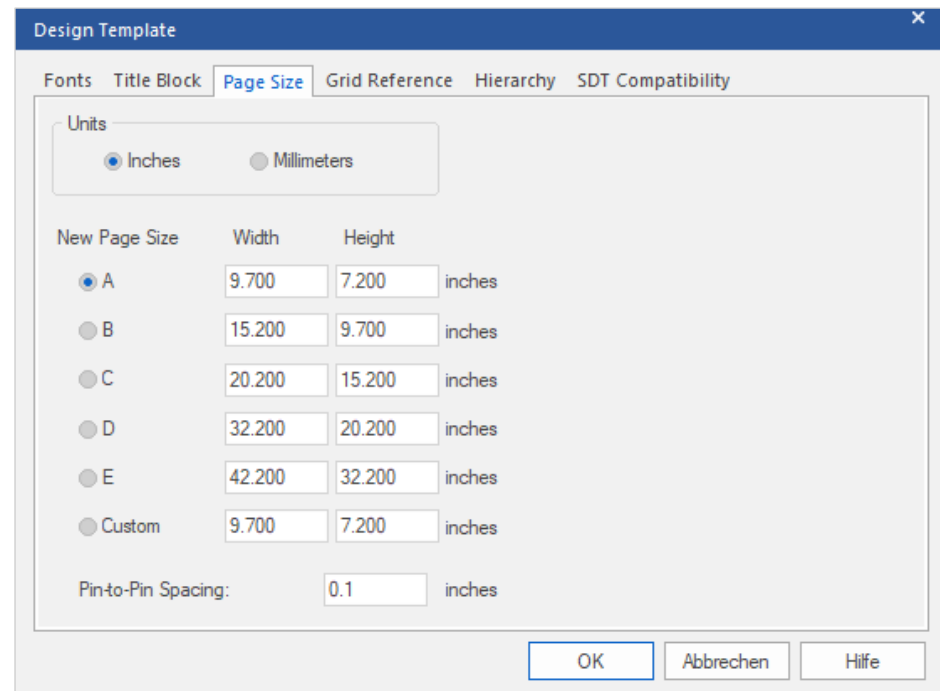 Design Template
Fonts Title Block Page Size Grid Reference Hierarchy SDT Compatibility
Units
Inches Millimeters
New Page Size Width Height
A 9.700 7.200 inches
B 15.200 9.700 inches
C 20.200 15.200 inches
D 32.200 20.200 inches
E 42.200 32.200 inches
Custom 9.700 7.200 inches
Pin-to-Pin Spacing: 0.1 inches
OK Abbrechen Hilfe